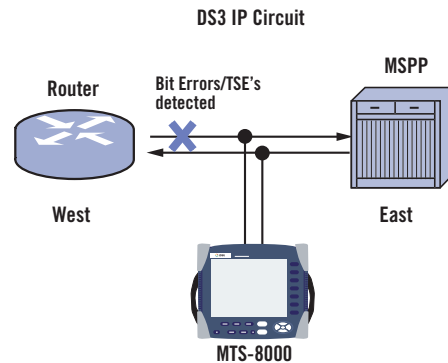 DS3 IP Circuit
MSPP
Router
Bit Errors/TSE's
detected
West
East
MTS-8000